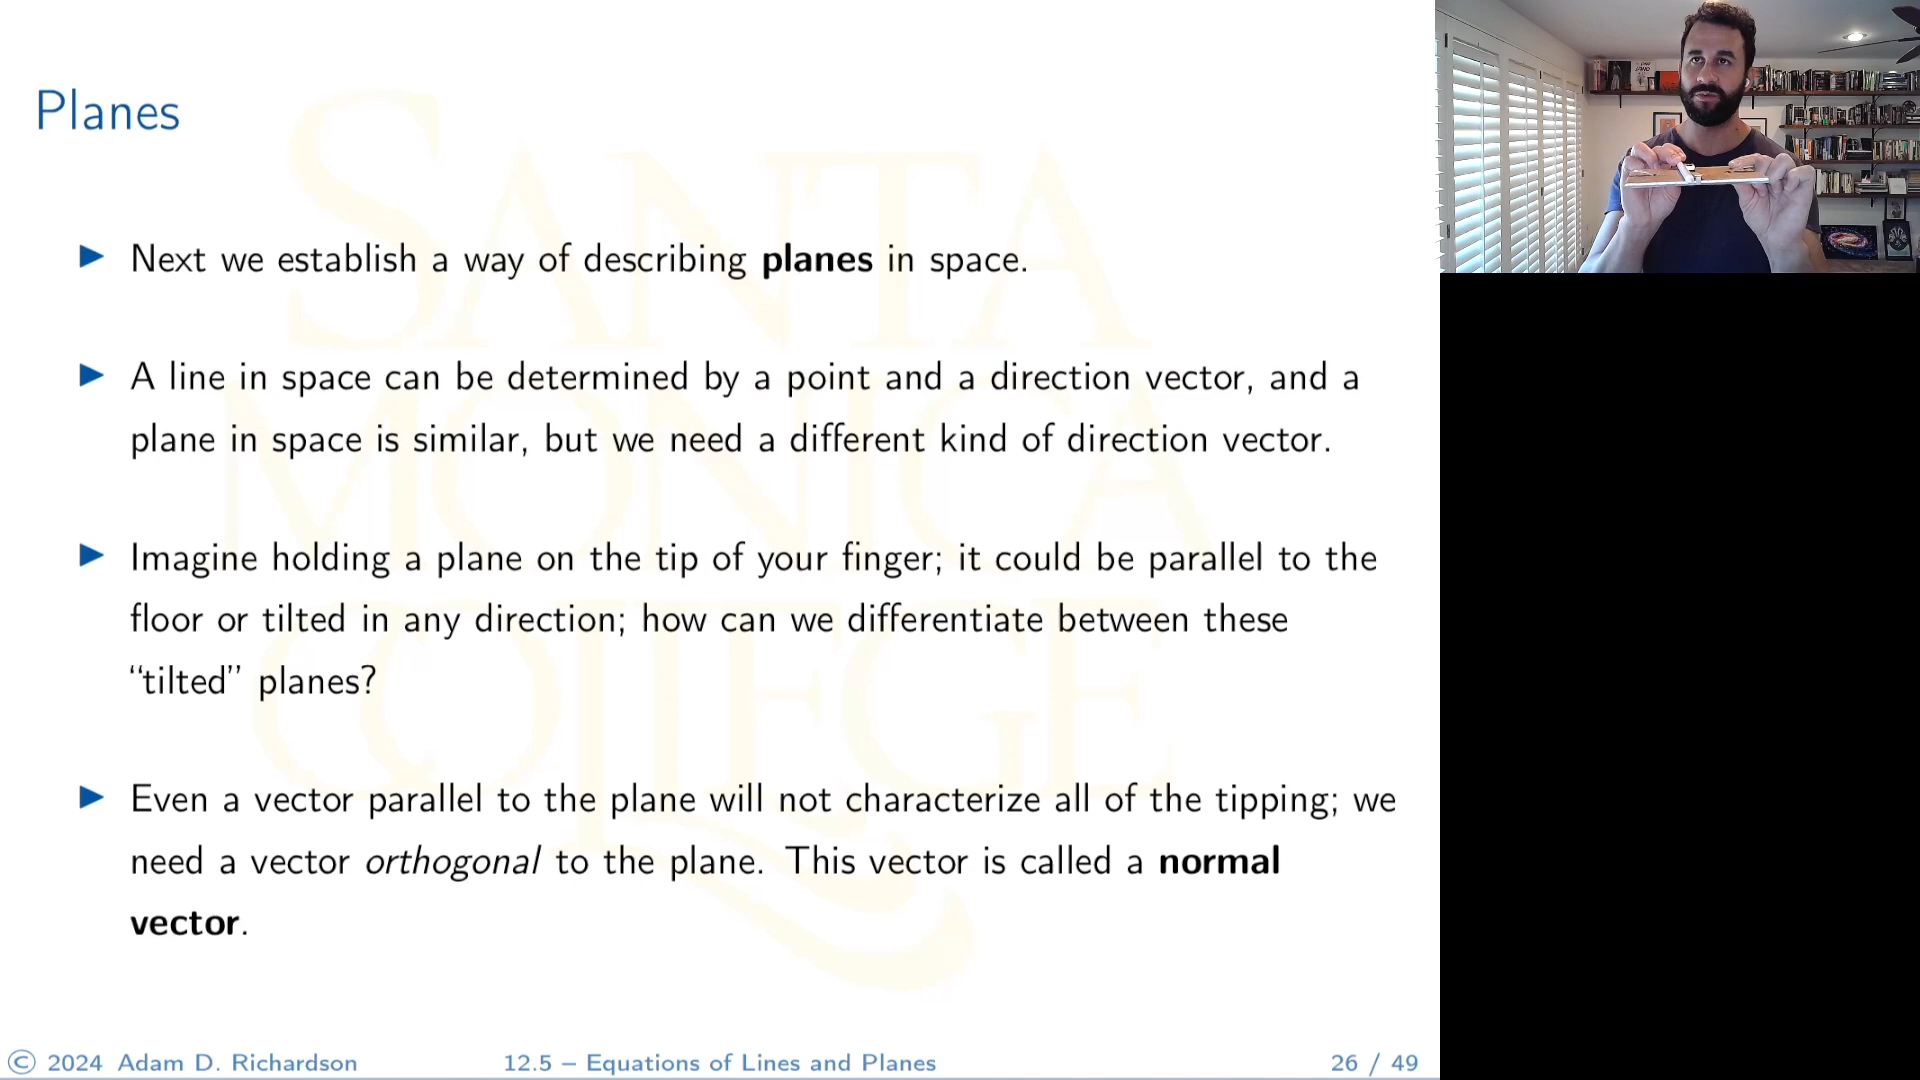 Planes
Next we establish a way of describing planes in space.
A line in space can be determined by a point and a direction vector, and a
plane in space is similar, but we need a different kind of direction vector.
Imagine holding a plane on the tip of your finger; it could be parallel to the
floor or tilted in any direction; how can we differentiate between these
“tilted” planes?
Even a vector parallel to the plane will not characterize all of the tipping; we
need a vector orthogonal to the plane. This vector is called a normal
vector.
SANTA
MONICA
COLLEGE
© 2024 Adam D. Richardson
12.5 – Equations of Lines and Planes
26 / 49